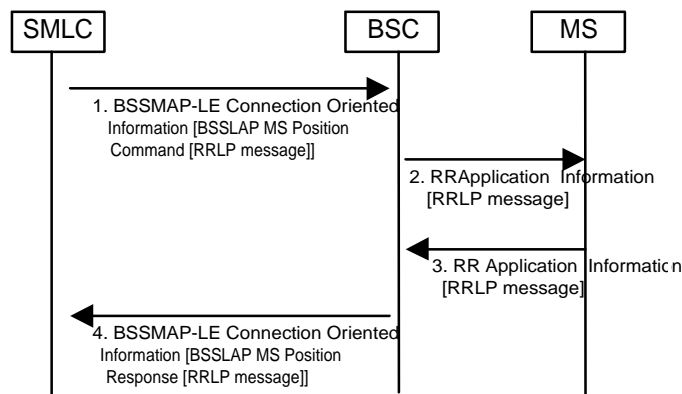 SMLC
BSC
MS
1. BSSMAP-LE Connection Oriented
Information [BSSLAP MS Position
Command [RRLP message]]
2. RRApplication Information
[RRLP message]
3. RR Application Information
[RRLP message]
4. BSSMAP-LE Connection Oriented
Information [BSSLAP MS Position
Response [RRLP message]]